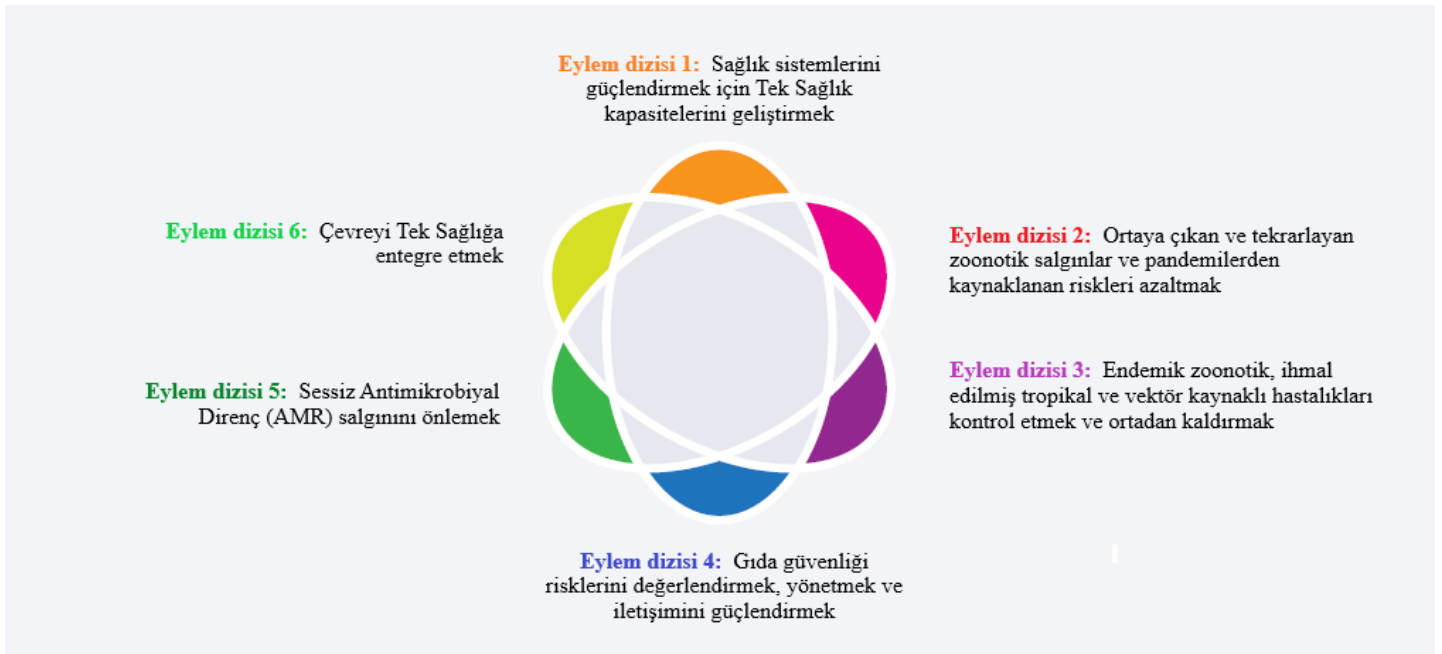 Eylem dizisi 1: Sağlık sistemlerini
güçlendirmek için Tek Sağlık
kapasitelerini geliştirmek
Eylem dizisi 2: Ortaya çıkan ve tekrarlayan
zoonotik salgınlar ve pandemilerden
kaynaklanan riskleri azaltmak
Eylem dizisi 3: Endemik zoonotik, ihmal
edilmiş tropikal ve vektör kaynaklı hastalıkları
kontrol etmek ve ortadan kaldırmak
Eylem dizisi 4: Gıda güvenliği
risklerini değerlendirmek, yönetmek ve
iletişimini güçlendirmek
Eylem dizisi 5: Sessiz Antimikrobiyal
Direnç (AMR) salgınını önlemek
Eylem dizisi 6: Çevreyi Tek Sağlığa
entegre etmek